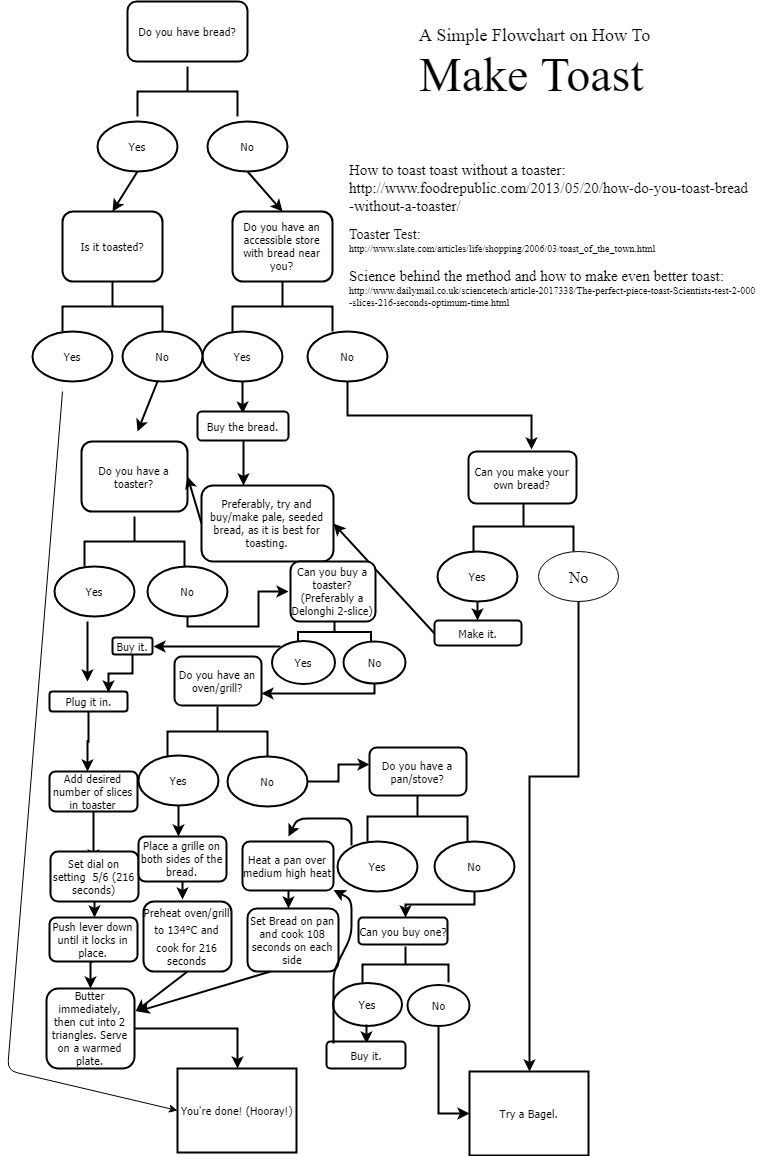 Do you have bread?
A Simple Flowchart on How To
Make Toast
Yes
No
How to toast toast without a toaster:
http://www.foodrepublic.com/2013/05/20/how-do-you-toast-bread
-without-a-toaster/
Toaster Test:
http://www.slate.com/articles/life/shopping/2006/03/toast_of_the_town.html
Science behind the method and how to make even better toast:
http://www.dailymail.co.uk/sciencetech/article-2017338/The-perfect-piece-toast-Scientists-test-2-000
-slices-216-seconds-optimum-time.html
Is it toasted?
Do you have an
accessible store
with bread near
you?
Yes
No
Yes
No
Buy the bread.
Do you have a
toaster?
Can you make your
own bread?
Preferably, try and
buy/make pale, seeded
bread, as it is best for
toasting.
Yes
No
Can you buy a
toaster?
(Preferably a
Delonghi 2-slice)
Yes
No
Make it.
Buy it.
Yes
No
Plug it in.
Do you have an
oven/grill?
Add desired
number of slices
in toaster
Yes
No
Do you have a
pan/stove?
Set dial on
setting 5/6 (216
seconds)
Place a grille on
both sides of the
bread.
Heat a pan over
medium high heat
Yes
No
Push lever down
until it locks in
place.
Preheat oven/grill
to 134°C and
cook for 216
seconds
Set Bread on pan
and cook 108
seconds on each
side
Can you buy one?
Butter
immediately,
then cut into 2
triangles. Serve
on a warmed
plate.
Yes
No
Buy it.
You're done! (Hooray!)
Try a Bagel.